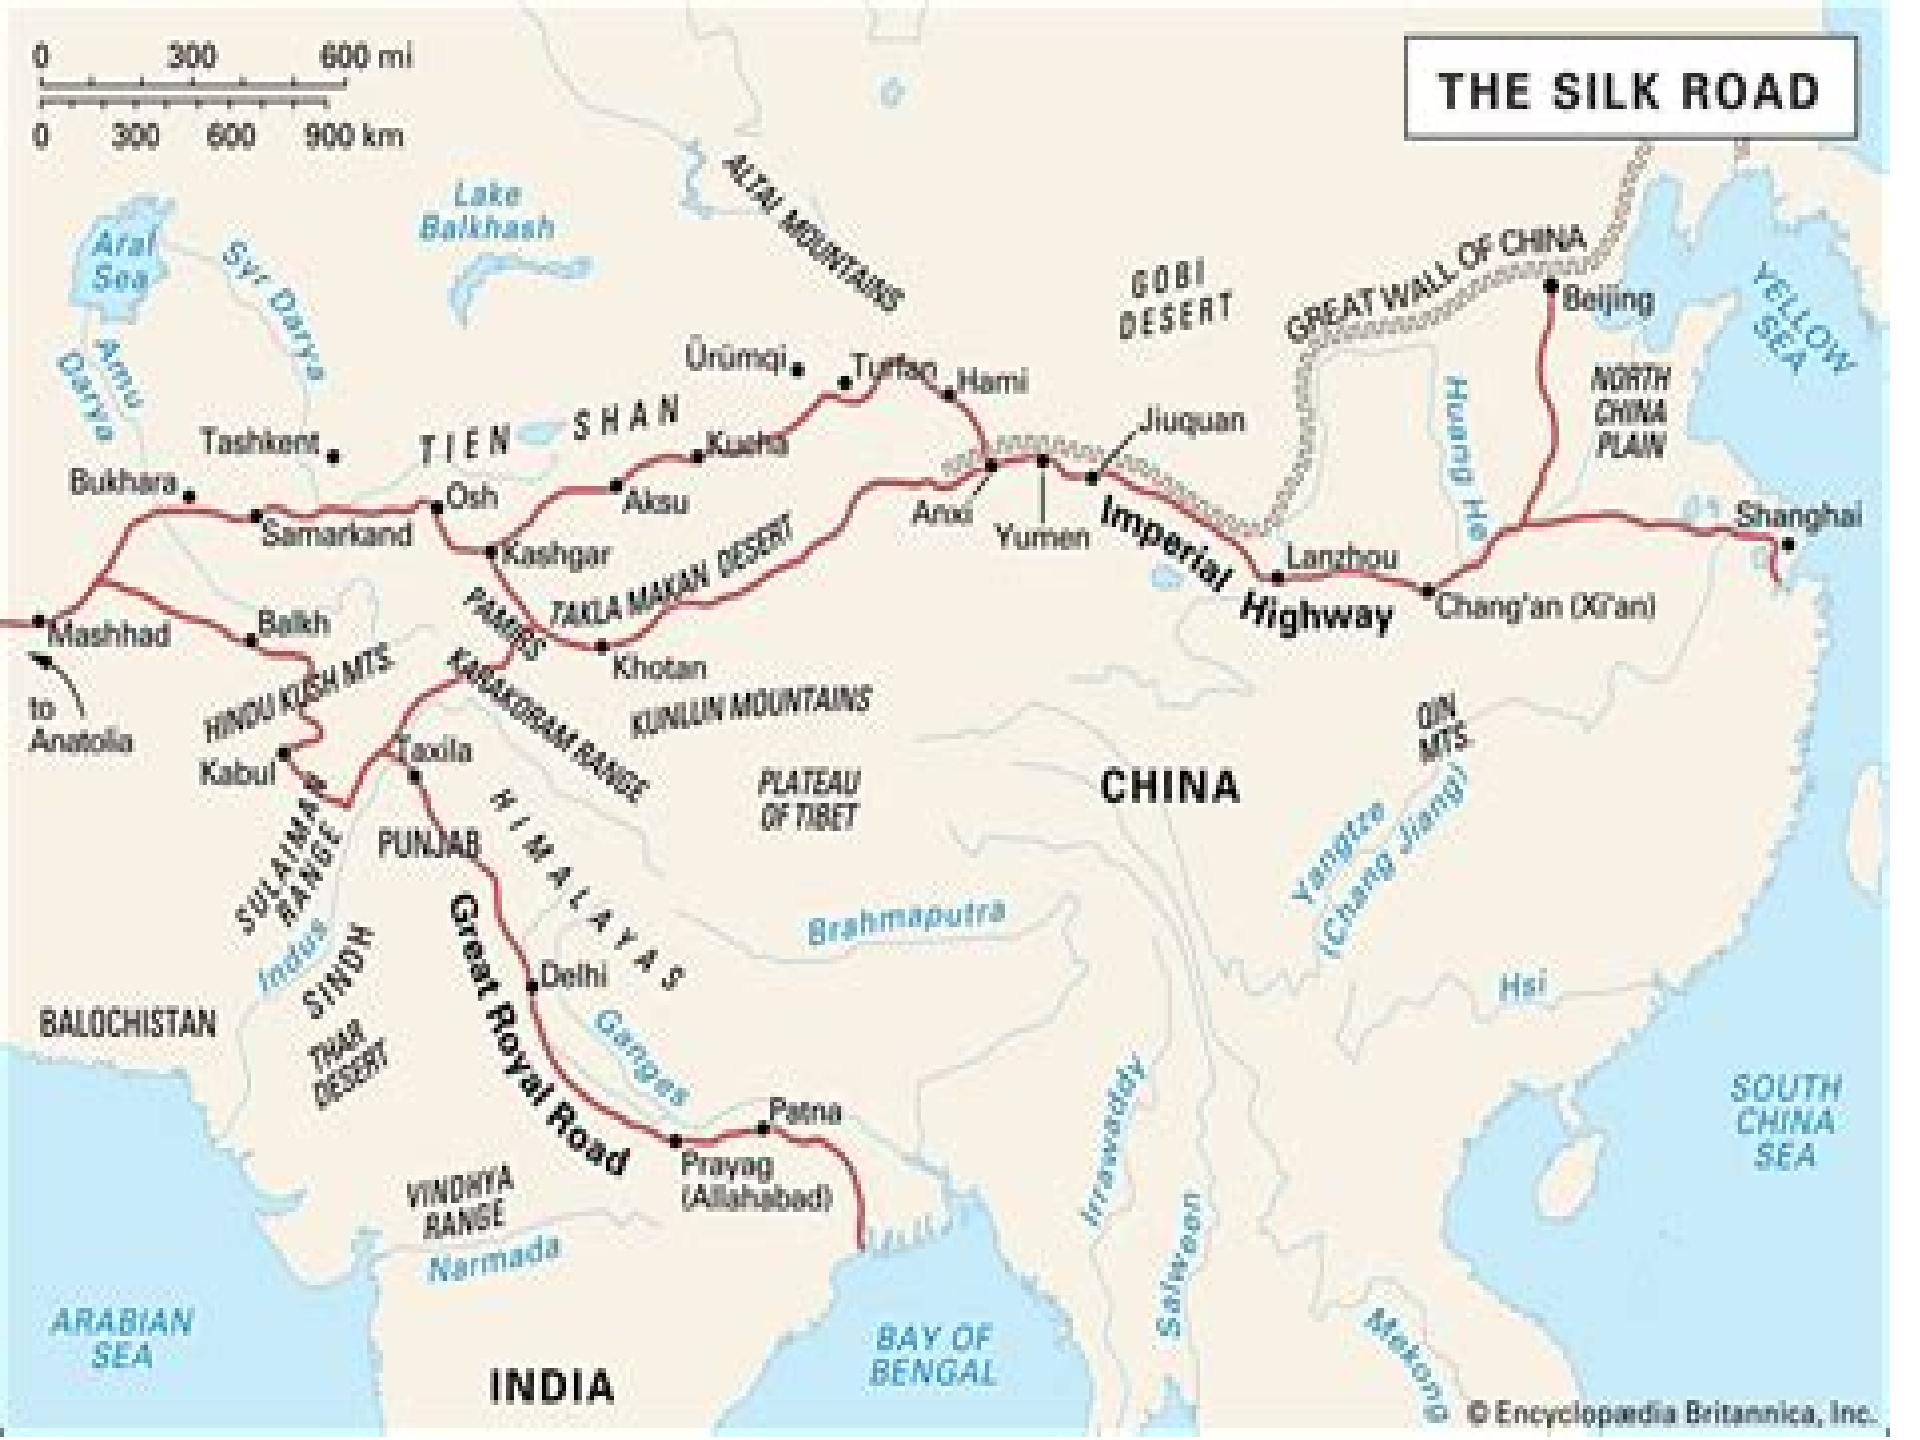 0 300 600 mi
0 300 600 900 km
THE SILK ROAD
Lake
Balkhash
Aral
Sea
Syr Darya
Amu
Darya
ALTAI MOUNTAINS
GOBI
DESERT
GREAT WALL OF CHINA
Beijing
YELLOW
SEA
NORTH
CHINA
PLAIN
Huang He
Ürümqi
Turfan
Hami
Jiuquan
Tashkent
TIEN SHAN
Kucha
Bukhara
Osh
Aksu
Anxi
Yumen
Samarkand
Kashgar
TAKLA MAKAN DESERT
Imperial
Highway
Lanzhou
Shanghai
Chang'an (Xi'an)
Mashhad
Balkh
PAMIRS
Khotan
to
Anatolia
HINDU KUSH MTS.
KARAKORAM RANGE
KUNLUN MOUNTAINS
QIN
MTS.
Kabul
Taxila
PLATEAU
OF TIBET
CHINA
SULAIMAN
RANGE
PUNJAB
HIMALAYAS
Yangtze
(Chang Jiang)
Indus
SINDH
Great Royal Road
Brahmaputra
Delhi
Hsi
BALOCHISTAN
THAR
DESERT
Ganges
Irrawaddy
SOUTH
CHINA
SEA
Patna
Prayag
(Allahabad)
VINDHYA
RANGE
Narmada
Salween
ARABIAN
SEA
BAY OF
BENGAL
Mekong
INDIA
© Encyclopædia Britannica, Inc.